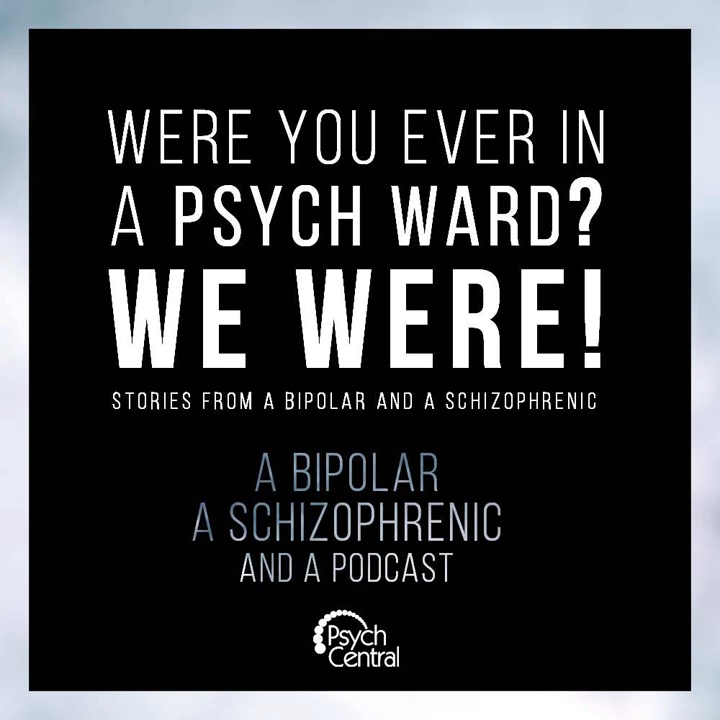 WERE YOU EVER IN
A PSYCH WARD?
WE WERE!
STORIES FROM A BIPOLAR AND A SCHIZOPHRENIC
A BIPOLAR
A SCHIZOPHRENIC
AND A PODCAST
Psych
Central